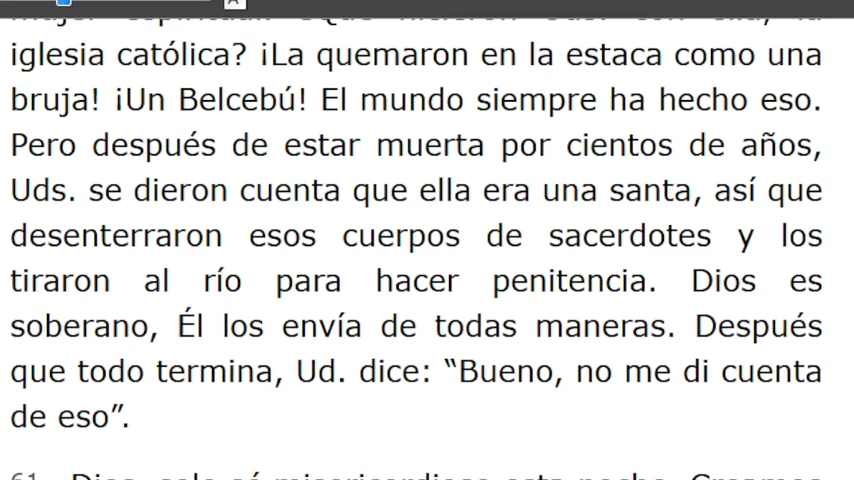 iglesia católica? ¡La quemaron en la estaca como una
bruja! ¡Un Belcebú! El mundo siempre ha hecho eso.
Pero después de estar muerta por cientos de años,
Uds. se dieron cuenta que ella era una santa, así que
desenterraron esos cuerpos de sacerdotes y los
tiraron al río para hacer penitencia. Dios es
soberano, Él los envía de todas maneras. Después
que todo termina, Ud. dice: “Bueno, no me di cuenta
de eso”.